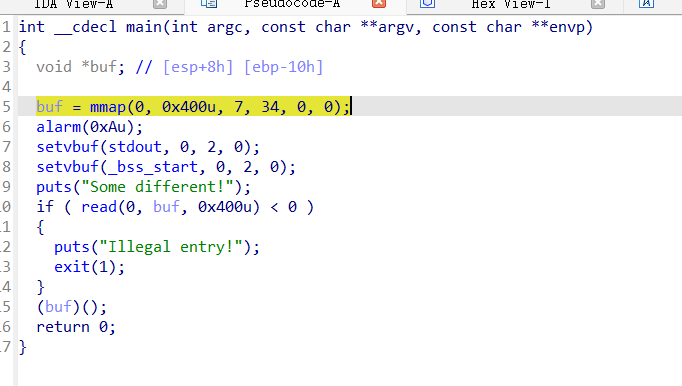 IDA View-A Pseudocode-A Hex View-1
1 int __cdecl main(int argc, const char **argv, const char **envp)
2 {
3 void *buf; // [esp+8h] [ebp-10h]
4
5 buf = mmap(0, 0x400u, 7, 34, 0, 0);
6 alarm(0xAu);
7 setvbuf(stdout, 0, 2, 0);
8 setvbuf(_bss_start, 0, 2, 0);
9 puts("Some different!");
0 if ( read(0, buf, 0x400u) < 0 )
1 {
2 puts("Illegal entry!");
3 exit(1);
4 }
5 (buf)();
6 return 0;
7 }